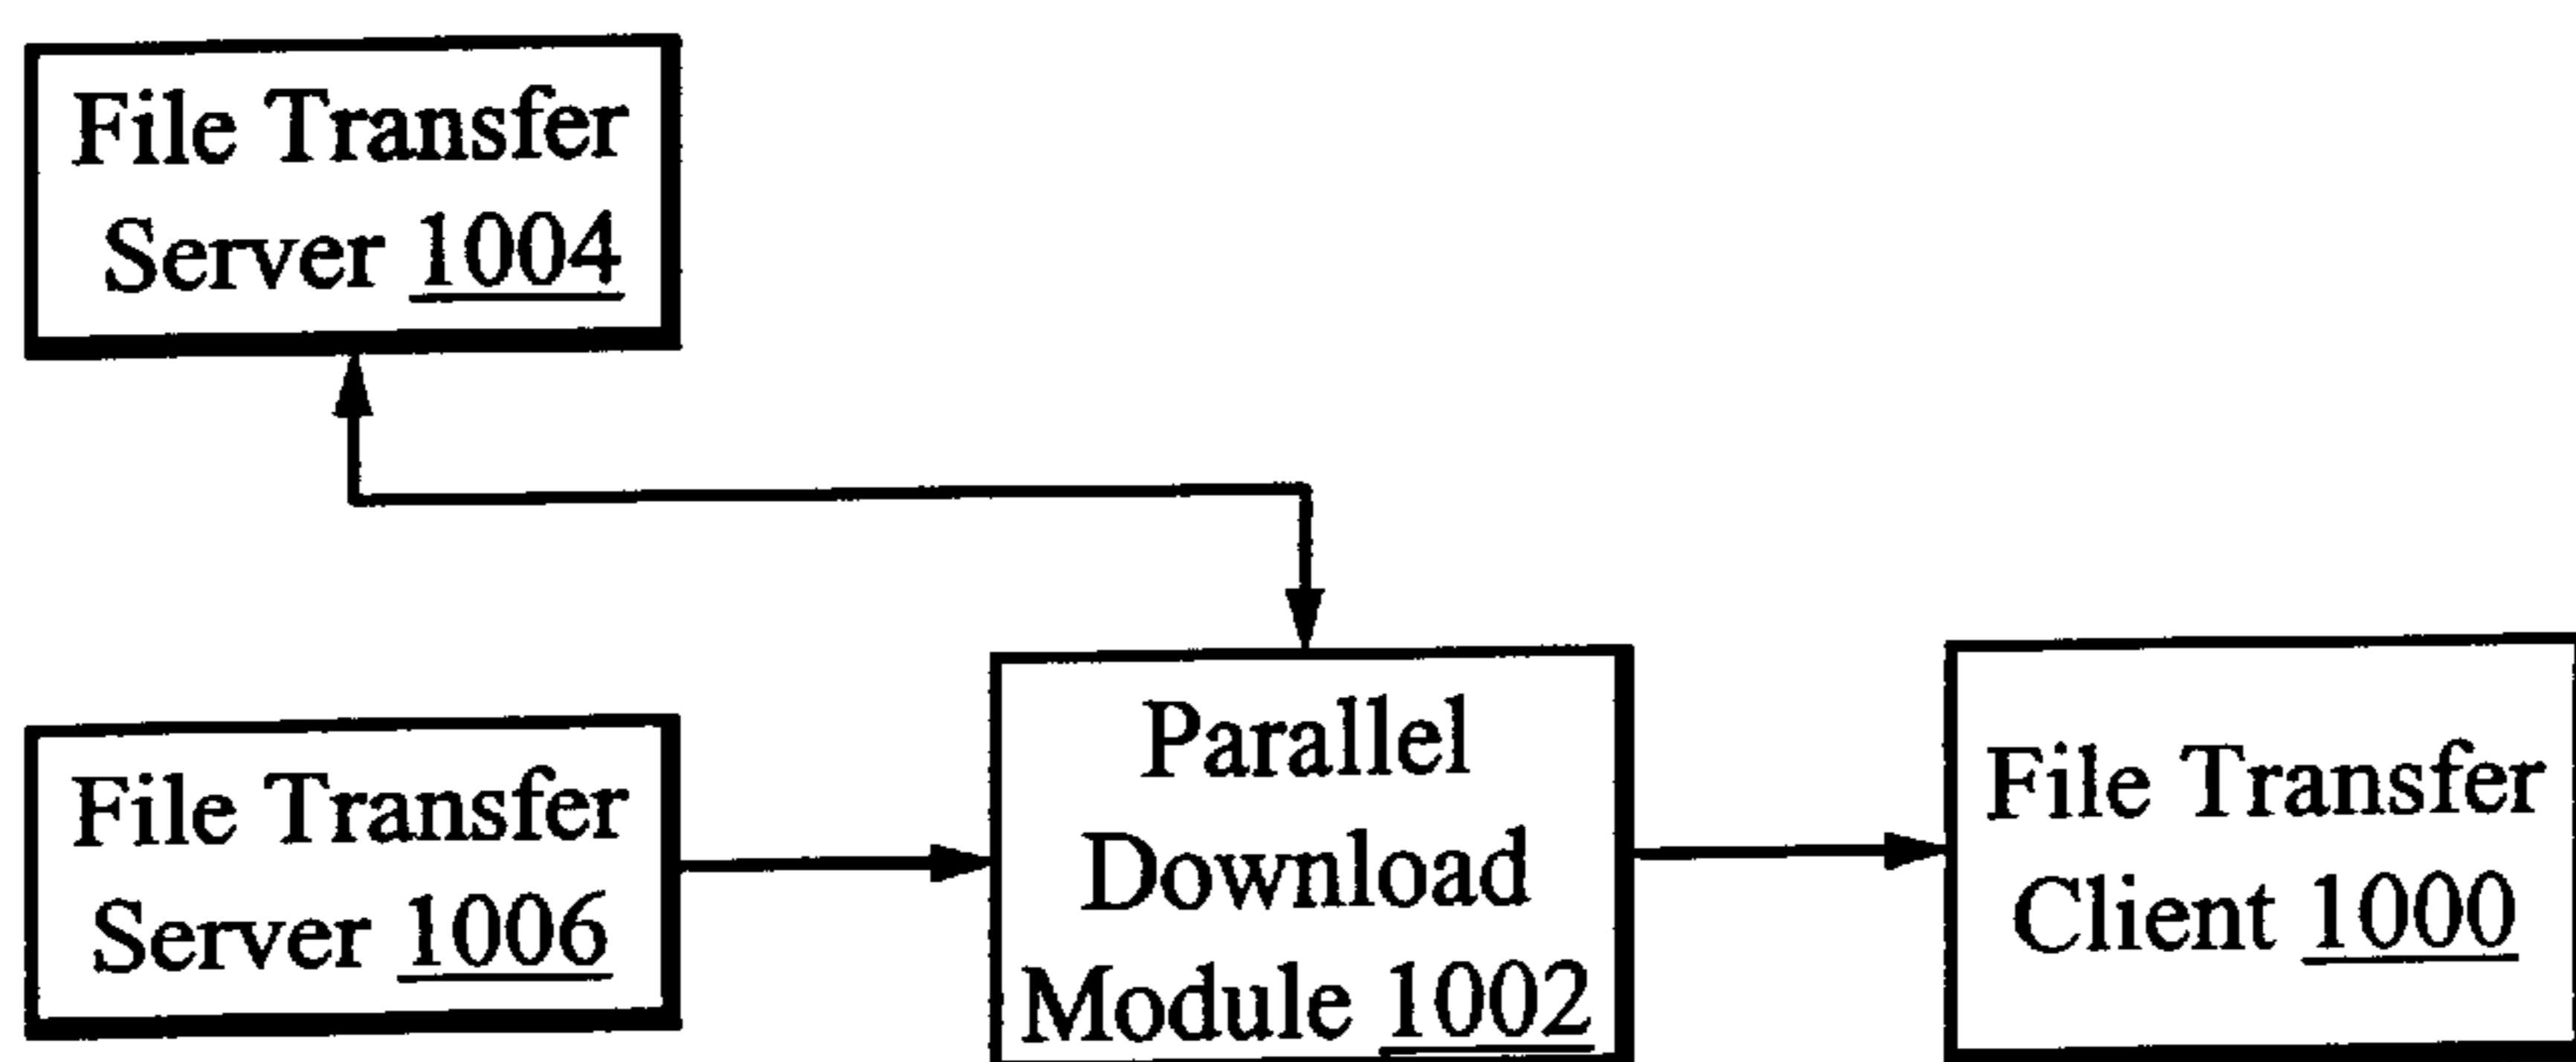 File Transfer
Server 1004
File Transfer
Server 1006
Parallel
Download
Module 1002
File Transfer
Client 1000